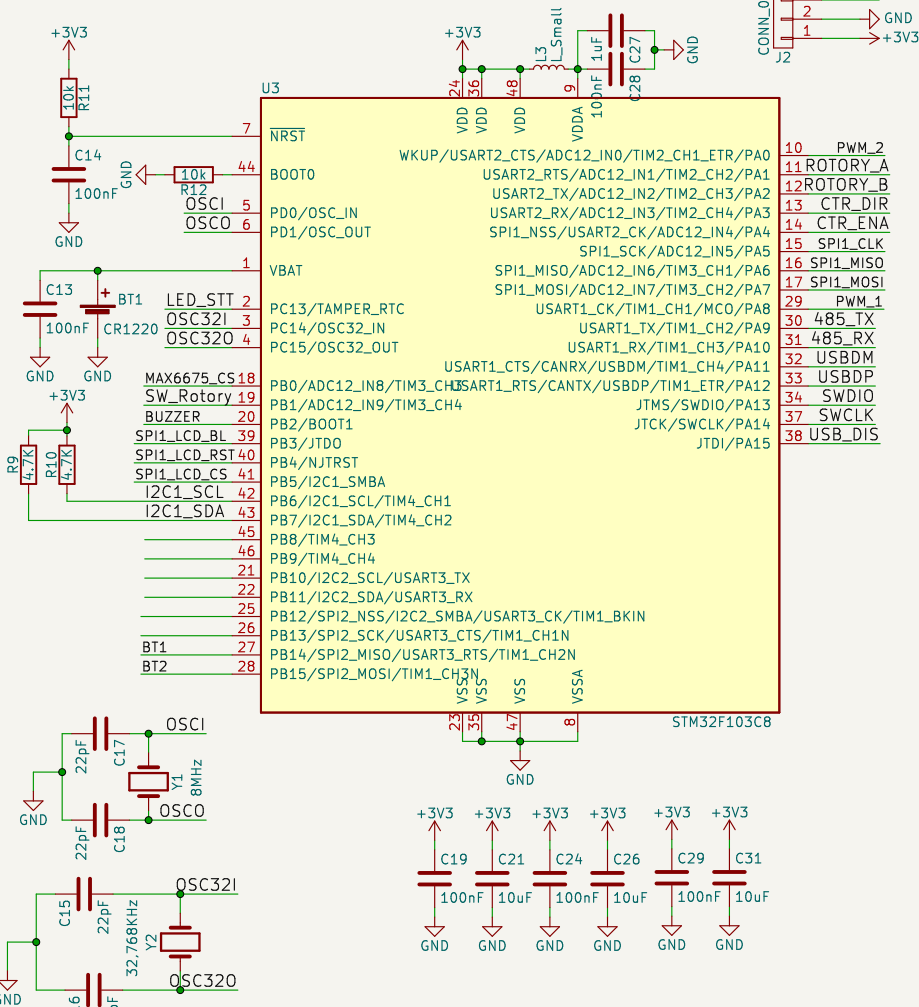 +3V3
10k
R11
C14
100nF
GND
GND
10k
R12
OSCI
OSCO
C13
100nF
GND
BT1
CR1220
GND
LED_STT
OSC32I
OSC32O
+3V3
R9
4.7K
R10
4.7K
MAX6675_CS
SW_Rotory
BUZZER
SPI1_LCD_BL
SPI1_LCD_RST
SPI1_LCD_CS
I2C1_SCL
I2C1_SDA
BT1
BT2
U3
+3V3
L3
L_Small
1uF
C27
100nF
C28
GND
CONN_0
2
1
GND
+3V3
J2
24 VDD
36 VDD
48 VDD
9 VDDA
7 NRST
44 BOOT0
5 PD0/OSC_IN
6 PD1/OSC_OUT
1 VBAT
2 PC13/TAMPER_RTC
3 PC14/OSC32_IN
4 PC15/OSC32_OUT
18 PB0/ADC12_IN8/TIM3_CH3
19 PB1/ADC12_IN9/TIM3_CH4
20 PB2/BOOT1
39 PB3/JTDO
40 PB4/NJTRST
41 PB5/I2C1_SMBA
42 PB6/I2C1_SCL/TIM4_CH1
43 PB7/I2C1_SDA/TIM4_CH2
45 PB8/TIM4_CH3
46 PB9/TIM4_CH4
21 PB10/I2C2_SCL/USART3_TX
22 PB11/I2C2_SDA/USART3_RX
25 PB12/SPI2_NSS/I2C2_SMBA/USART3_CK/TIM1_BKIN
26 PB13/SPI2_SCK/USART3_CTS/TIM1_CH1N
27 PB14/SPI2_MISO/USART3_RTS/TIM1_CH2N
28 PB15/SPI2_MOSI/TIM1_CH3N
WKUP/USART2_CTS/ADC12_IN0/TIM2_CH1_ETR/PA0 10 PWM_2
USART2_RTS/ADC12_IN1/TIM2_CH2/PA1 11 ROTORY_A
USART2_TX/ADC12_IN2/TIM2_CH3/PA2 12 ROTORY_B
USART2_RX/ADC12_IN3/TIM2_CH4/PA3 13 CTR_DIR
SPI1_NSS/USART2_CK/ADC12_IN4/PA4 14 CTR_ENA
SPI1_SCK/ADC12_IN5/PA5 15 SPI1_CLK
SPI1_MISO/ADC12_IN6/TIM3_CH1/PA6 16 SPI1_MISO
SPI1_MOSI/ADC12_IN7/TIM3_CH2/PA7 17 SPI1_MOSI
USART1_CK/TIM1_CH1/MCO/PA8 29 PWM_1
USART1_TX/TIM1_CH2/PA9 30 485_TX
USART1_RX/TIM1_CH3/PA10 31 485_RX
USART1_CTS/CANRX/USBDM/TIM1_CH4/PA11 32 USBDM
USART1_RTS/CANTX/USBDP/TIM1_ETR/PA12 33 USBDP
JTMS/SWDIO/PA13 34 SWDIO
JTCK/SWCLK/PA14 37 SWCLK
JTDI/PA15 38 USB_DIS
VSS 23
VSS 35
VSS 47
VSSA 8
STM32F103C8
GND
OSCI
22pF
C17
Y1
8MHz
GND
22pF
C18
OSCO
OSC32I
C15
22pF
32,768KHz
Y2
GND
OSC32O
+3V3 +3V3 +3V3 +3V3 +3V3 +3V3
C19 C21 C24 C26 C29 C31
100nF 10uF 100nF 10uF 100nF 10uF
GND GND GND GND GND GND